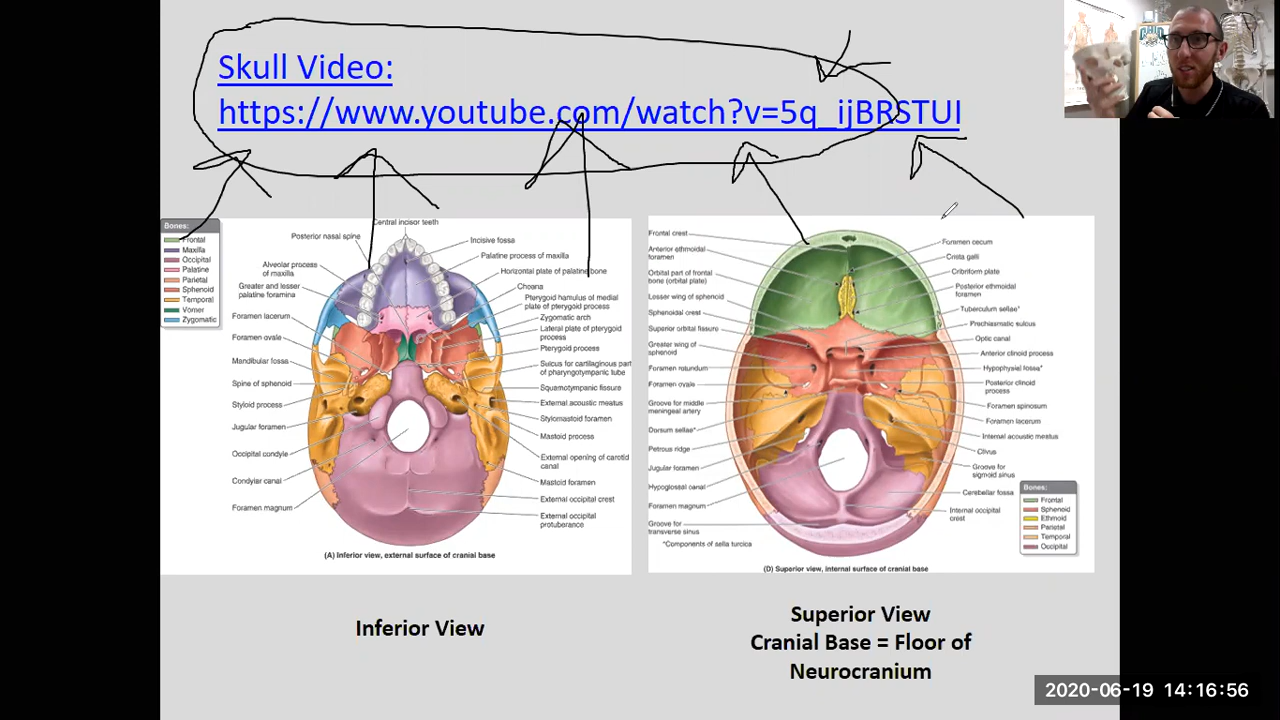 Skull Video:
https://www.youtube.com/watch?v=5q_ijBRSTUI
OHIO
Bones:
Frontal
Maxilla
Occipital
Palatine
Parietal
Sphenoid
Temporal
Vomer
Zygomatic
Central incisor teeth
Posterior nasal spine
Alveolar process
of maxilla
Greater and lesser
palatine foramina
Foramen lacerum
Foramen ovale
Mandibular fossa
Spine of sphenoid
Styloid process
Jugular foramen
Occipital condyle
Condylar canal
Foramen magnum
Incisive fossa
Palatine process of maxilla
Horizontal plate of palatine bone
Choana
Pterygoid hamulus of medial
plate of pterygoid process
Zygomatic arch
Lateral plate of pterygoid
process
Pterygoid process
Sulcus for cartilaginous part
of pharyngotympanic tube
Squamotympanic fissure
External acoustic meatus
Stylomastoid foramen
Mastoid process
External opening of carotid
canal
Mastoid foramen
External occipital crest
External occipital
protuberance
(A) Inferior view, external surface of cranial base
Inferior View
Frontal crest
Anterior ethmoidal
foramen
Orbital part of frontal
bone (orbital plate)
Lesser wing of sphenoid
Sphenoidal crest
Superior orbital fissure
Greater wing of
sphenoid
Foramen rotundum
Foramen ovale
Groove for middle
meningeal artery
Dorsum sellae*
Petrous ridge
Jugular foramen
Hypoglossal canal
Foramen magnum
Groove for
transverse sinus
*Components of sella turcica
Foramen cecum
Crista galli
Cribriform plate
Posterior ethmoidal
foramen
Tuberculum sellae*
Prechiasmatic sulcus
Optic canal
Anterior clinoid process
Hypophysial fossa*
Posterior clinoid
process
Foramen spinosum
Foramen lacerum
Internal acoustic meatus
Clivus
Groove for
sigmoid sinus
Cerebellar fossa
Internal occipital
crest
Bones:
Frontal
Sphenoid
Ethmoid
Parietal
Temporal
Occipital
(D) Superior view, internal surface of cranial base
Superior View
Cranial Base = Floor of
Neurocranium
2020-06-19 14:16:56